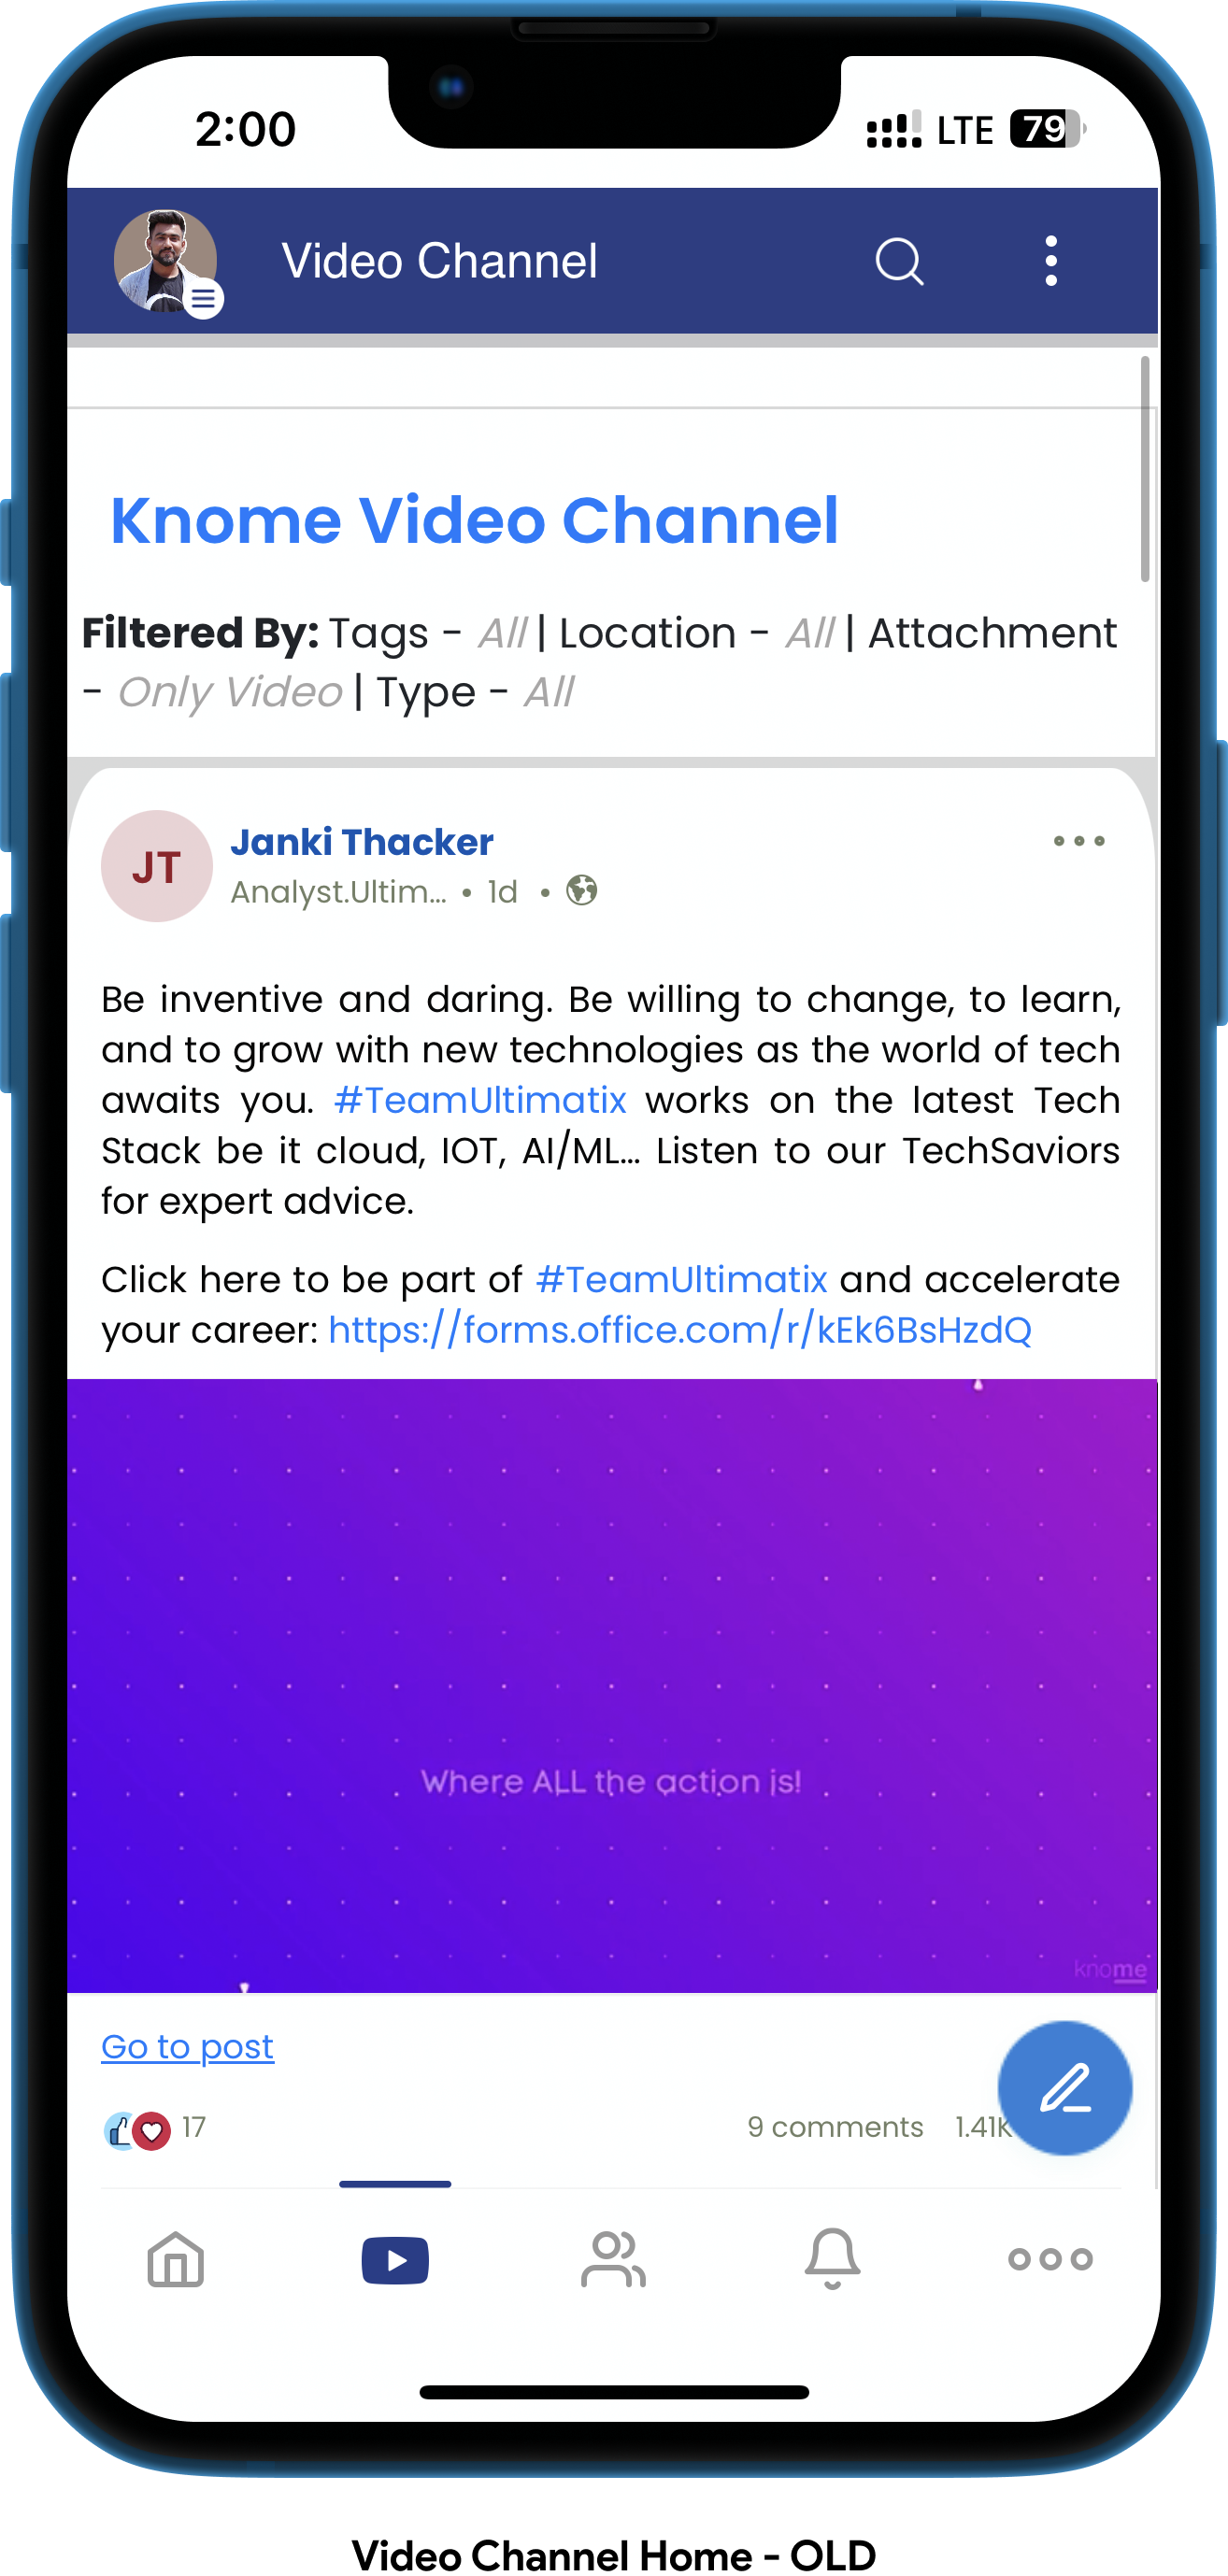 2:00
LTE 79
Video Channel
Knome Video Channel
Filtered By: Tags - All | Location - All | Attachment
- Only Video | Type - All
JT
Janki Thacker
Analyst.Ultim... • 1d •
Be inventive and daring. Be willing to change, to learn,
and to grow with new technologies as the world of tech
awaits you. #TeamUltimatix works on the latest Tech
Stack be it cloud, IOT, AI/ML... Listen to our TechSaviors
for expert advice.
Click here to be part of #TeamUltimatix and accelerate
your career: https://forms.office.com/r/kEk6BsHzdQ
Where ALL the action is!
knome
Go to post
17
9 comments 1.41K
Video Channel Home - OLD